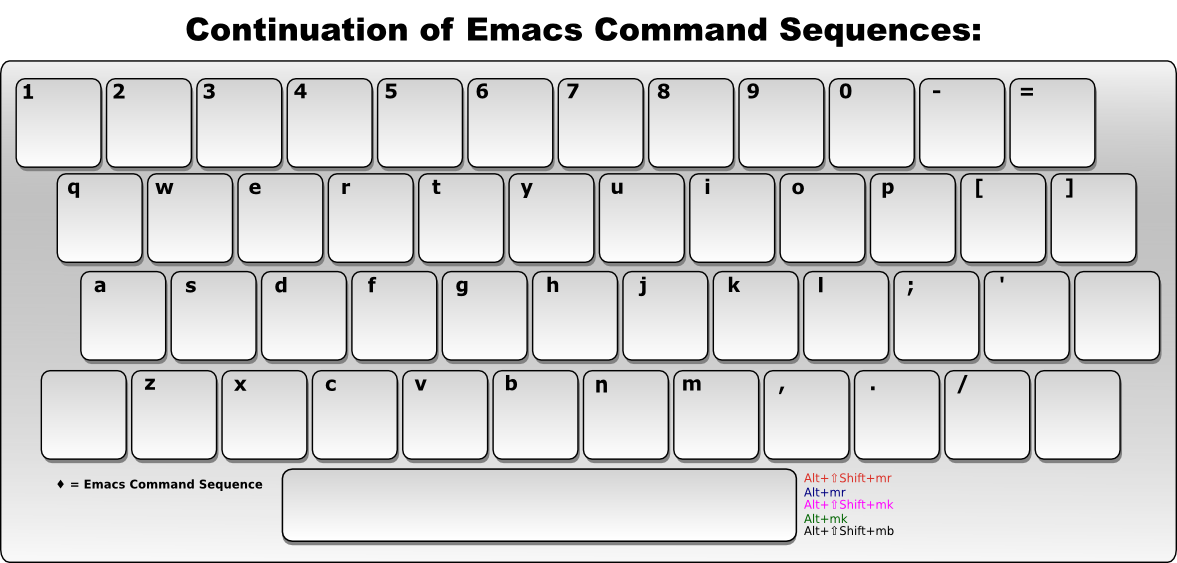 Continuation of Emacs Command Sequences:
1 2 3 4 5 6 7 8 9 0 - =
q w e r t y u i o p [ ]
a s d f g h j k l ; '
z x c v b n m , . /
♦ = Emacs Command Sequence
Alt+⇧Shift+mr
Alt+mr
Alt+⇧Shift+mk
Alt+mk
Alt+⇧Shift+mb